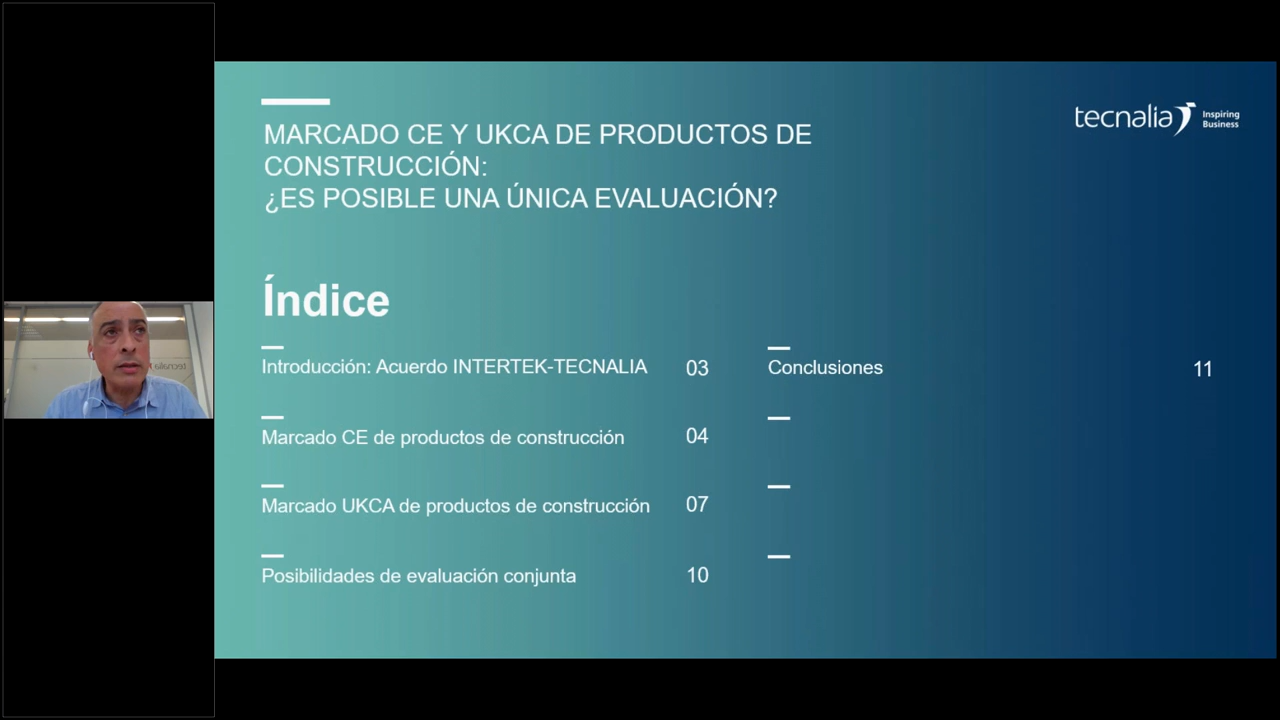 MARCADO CE Y UKCA DE PRODUCTOS DE
CONSTRUCCIÓN:
¿ES POSIBLE UNA ÚNICA EVALUACIÓN?
tecnalia Inspiring
Business
Índice
Introducción: Acuerdo INTERTEK-TECNALIA 03
Marcado CE de productos de construcción 04
Marcado UKCA de productos de construcción 07
Posibilidades de evaluación conjunta 10
Conclusiones 11
tecnalia